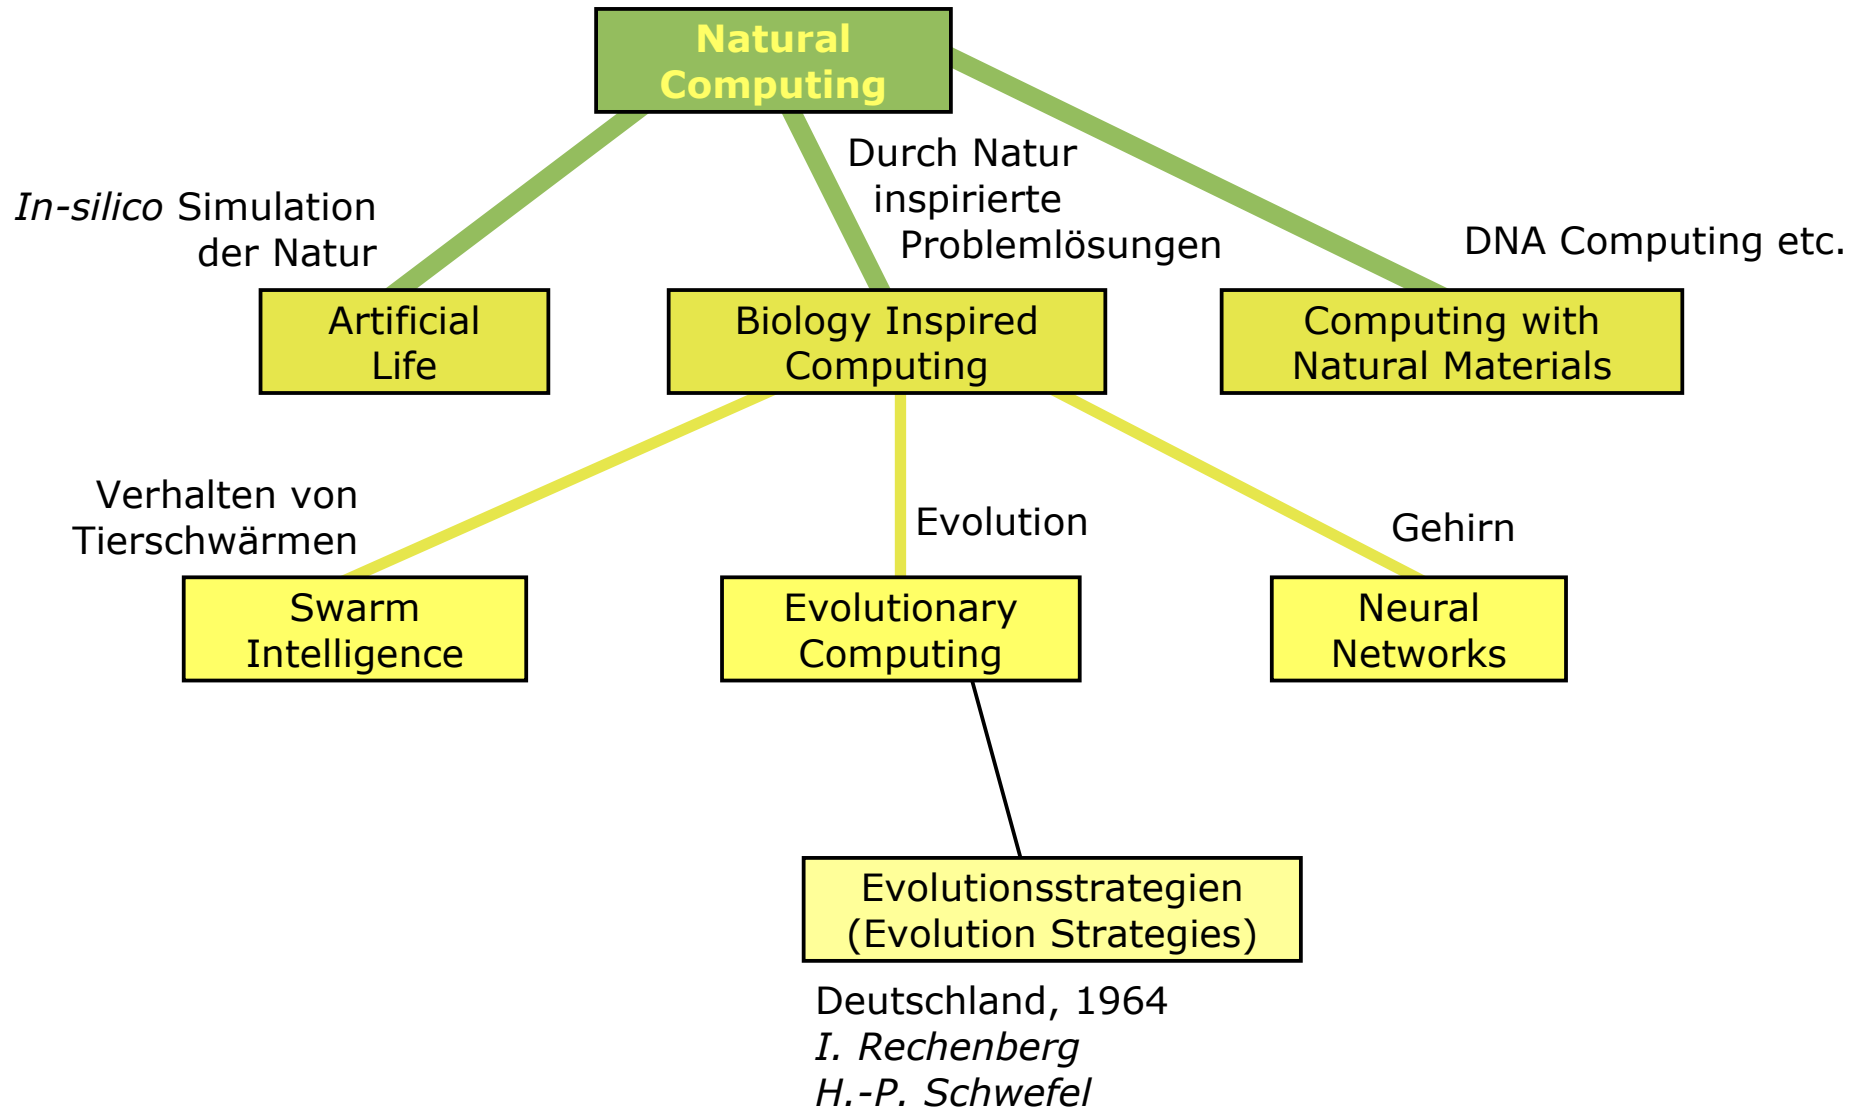 Natural
Computing
Durch Natur
inspirierte
Problemlösungen
In-silico Simulation
der Natur
DNA Computing etc.
Artificial
Life
Biology Inspired
Computing
Computing with
Natural Materials
Verhalten von
Tierschwärmen
Evolution
Gehirn
Swarm
Intelligence
Evolutionary
Computing
Neural
Networks
Evolutionsstrategien
(Evolution Strategies)
Deutschland, 1964
I. Rechenberg
H.-P. Schwefel